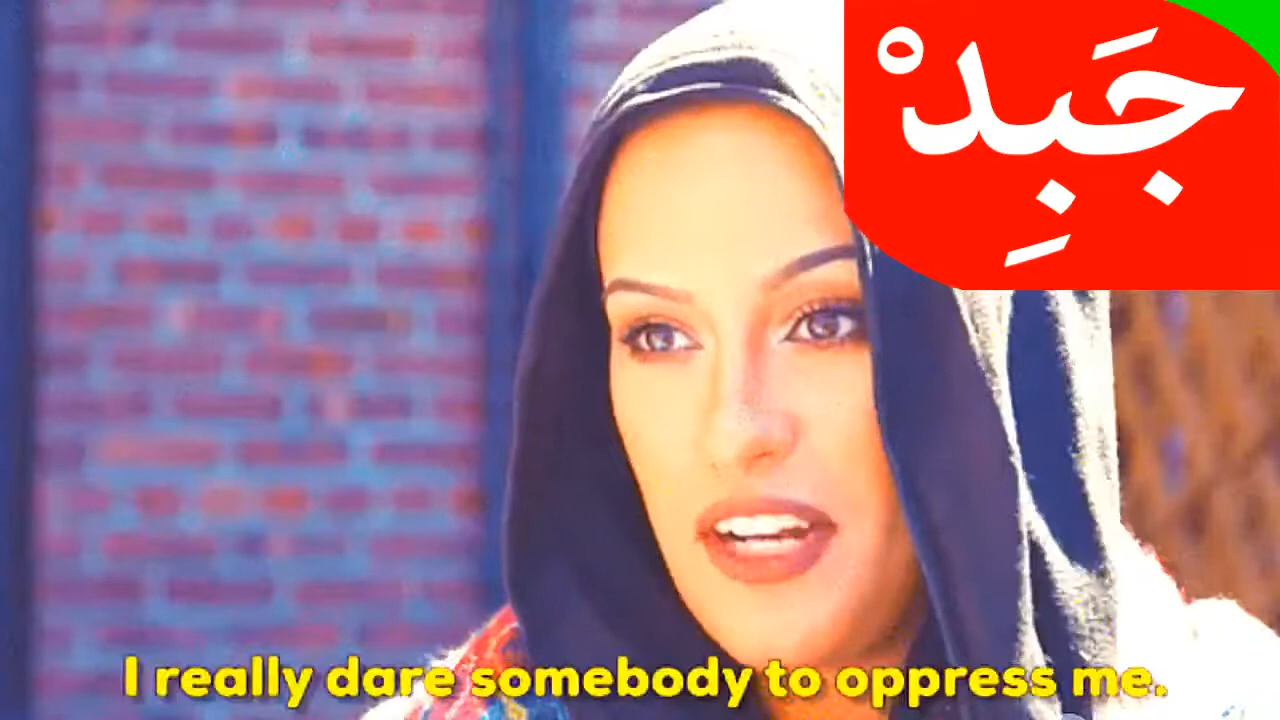 جَبِدْ
I really dare somebody to oppress me.